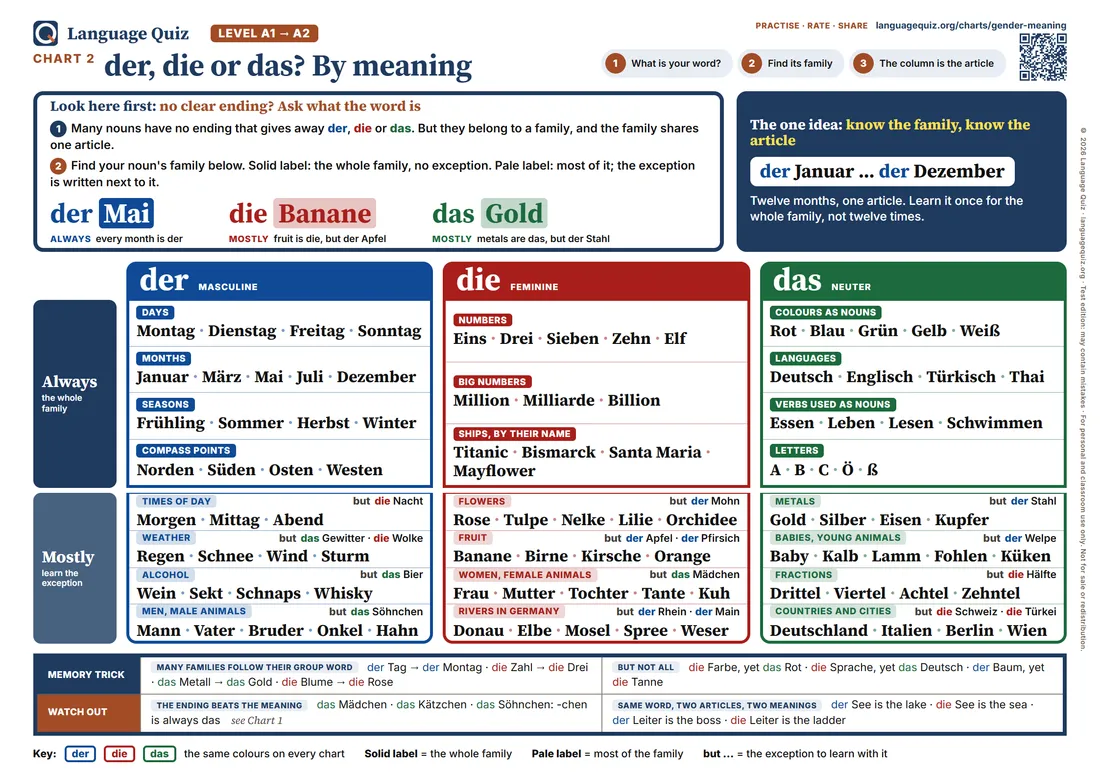 Language Quiz
LEVEL A1 → A2
PRACTISE · RATE · SHARE languagequiz.org/charts/gender-meaning
CHART 2 der, die or das? By meaning
1 What is your word?
2 Find its family
3 The column is the article
Look here first: no clear ending? Ask what the word is
1 Many nouns have no ending that gives away der, die or das. But they belong to a family, and the family shares
one article.
2 Find your noun's family below. Solid label: the whole family, no exception. Pale label: most of it; the exception
is written next to it.
der Mai
ALWAYS every month is der
die Banane
MOSTLY fruit is die, but der Apfel
das Gold
MOSTLY metals are das, but der Stahl
The one idea: know the family, know the
article
der Januar ... der Dezember
Twelve months, one article. Learn it once for the
whole family, not twelve times.
Always
the whole
family
der MASCULINE
DAYS
Montag · Dienstag · Freitag · Sonntag
MONTHS
Januar · März · Mai · Juli · Dezember
SEASONS
Frühling · Sommer · Herbst · Winter
COMPASS POINTS
Norden · Süden · Osten · Westen
die FEMININE
NUMBERS
Eins · Drei · Sieben · Zehn · Elf
BIG NUMBERS
Million · Milliarde · Billion
SHIPS, BY THEIR NAME
Titanic · Bismarck · Santa Maria ·
Mayflower
das NEUTER
COLOURS AS NOUNS
Rot · Blau · Grün · Gelb · Weiß
LANGUAGES
Deutsch · Englisch · Türkisch · Thai
VERBS USED AS NOUNS
Essen · Leben · Lesen · Schwimmen
LETTERS
A · B · C · Ö · ß
Mostly
learn the
exception
TIMES OF DAY but die Nacht
Morgen · Mittag · Abend
WEATHER but das Gewitter · die Wolke
Regen · Schnee · Wind · Sturm
ALCOHOL but das Bier
Wein · Sekt · Schnaps · Whisky
MEN, MALE ANIMALS but das Söhnchen
Mann · Vater · Bruder · Onkel · Hahn
FLOWERS but der Mohn
Rose · Tulpe · Nelke · Lilie · Orchidee
FRUIT but der Apfel · der Pfirsich
Banane · Birne · Kirsche · Orange
WOMEN, FEMALE ANIMALS but das Mädchen
Frau · Mutter · Tochter · Tante · Kuh
RIVERS IN GERMANY but der Rhein · der Main
Donau · Elbe · Mosel · Spree · Weser
METALS but der Stahl
Gold · Silber · Eisen · Kupfer
BABIES, YOUNG ANIMALS but der Welpe
Baby · Kalb · Lamm · Fohlen · Küken
FRACTIONS but die Hälfte
Drittel · Viertel · Achtel · Zehntel
COUNTRIES AND CITIES but die Schweiz · die Türkei
Deutschland · Italien · Berlin · Wien
MEMORY TRICK
MANY FAMILIES FOLLOW THEIR GROUP WORD der Tag → der Montag · die Zahl → die Drei
· das Metall → das Gold · die Blume → die Rose
BUT NOT ALL die Farbe, yet das Rot · die Sprache, yet das Deutsch · der Baum, yet
die Tanne
WATCH OUT
THE ENDING BEATS THE MEANING das Mädchen · das Kätzchen · das Söhnchen: -chen
is always das see Chart 1
SAME WORD, TWO ARTICLES, TWO MEANINGS der See is the lake · die See is the sea ·
der Leiter is the boss · die Leiter is the ladder
Key: der die das the same colours on every chart Solid label = the whole family Pale label = most of the family but ... = the exception to learn with it
© 2026 Language Quiz · languagequiz.org · Test edition: may contain mistakes · For personal and classroom use only. Not for sale or redistribution.